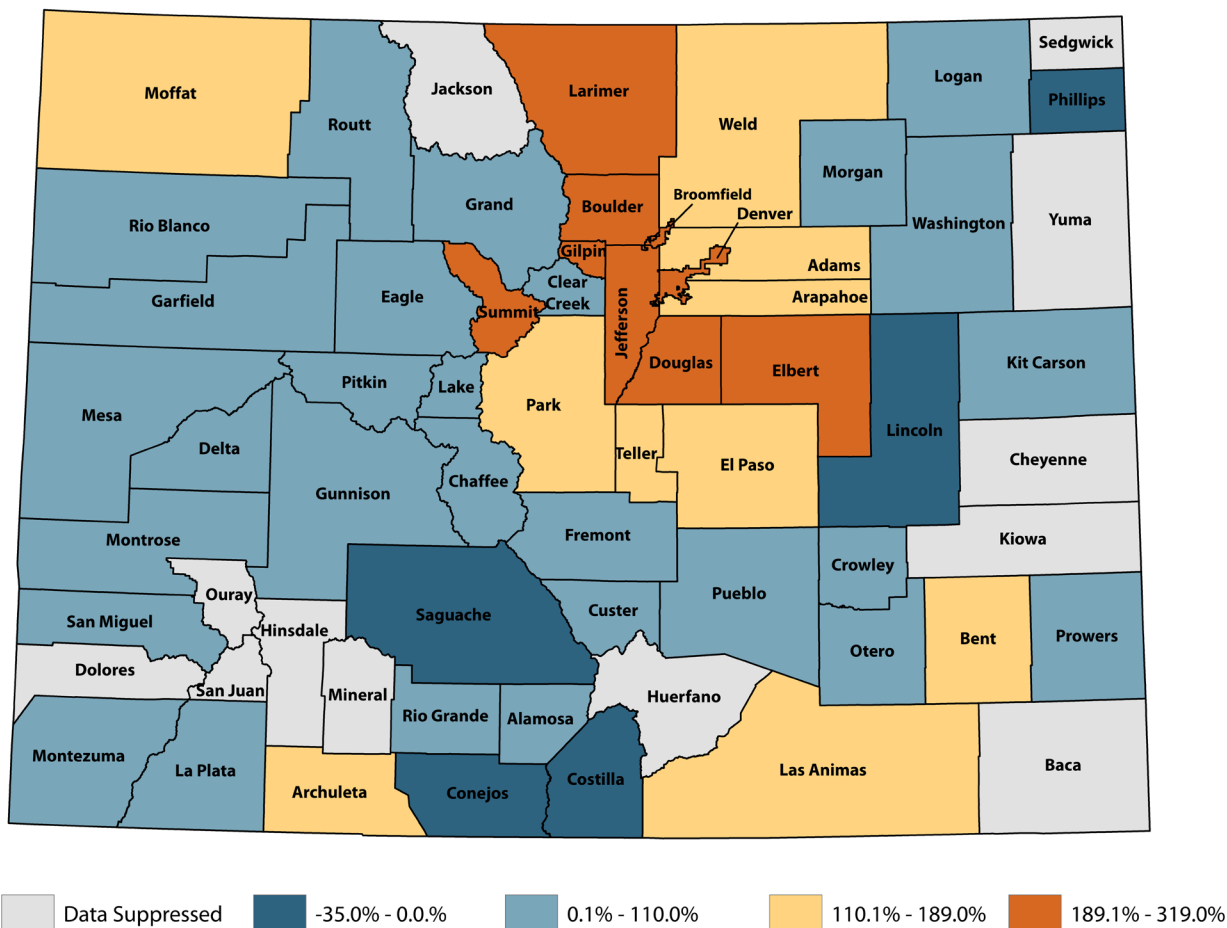 Sedgwick
Moffat
Jackson
Larimer
Logan
Phillips
Routt
Weld
Morgan
Yuma
Rio Blanco
Grand
Boulder
Broomfield
Denver
Washington
Gilpin
Adams
Garfield
Eagle
Clear
Creek
Arapahoe
Summit
Jefferson
Douglas
Elbert
Kit Carson
Mesa
Pitkin
Lake
Park
Lincoln
Delta
Teller
El Paso
Cheyenne
Gunnison
Chaffee
Montrose
Fremont
Kiowa
Crowley
Ouray
Pueblo
San Miguel
Hinsdale
Saguache
Custer
Otero
Bent
Prowers
Dolores
San Juan
Mineral
Huerfano
Rio Grande
Alamosa
Montezuma
La Plata
Archuleta
Conejos
Costilla
Las Animas
Baca
Data Suppressed
-35.0% - 0.0.%
0.1% - 110.0%
110.1% - 189.0%
189.1% - 319.0%